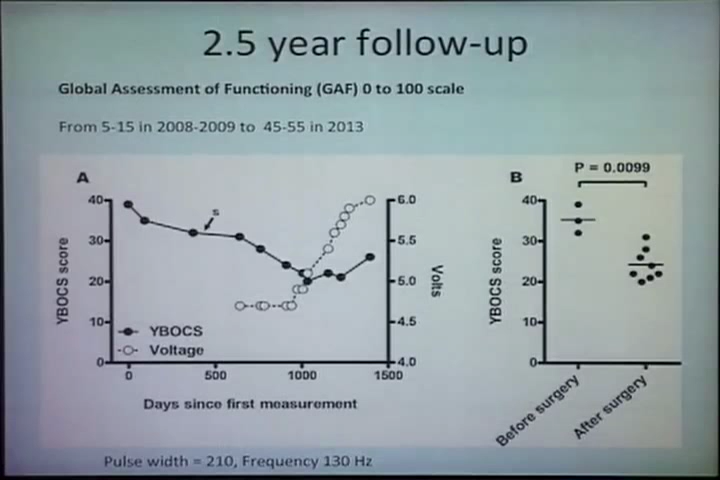 2.5 year follow-up
Global Assessment of Functioning (GAF) 0 to 100 scale
From 5-15 in 2008-2009 to 45-55 in 2013
A
40
30
20
10
0
YBOCS score
s
6.0
5.5
5.0
4.5
4.0
Volts
YBOCS
Voltage
0
500
1000
1500
Days since first measurement
B
P = 0.0099
40
30
20
10
0
YBOCS score
Before surgery
After surgery
Pulse width = 210, Frequency 130 Hz